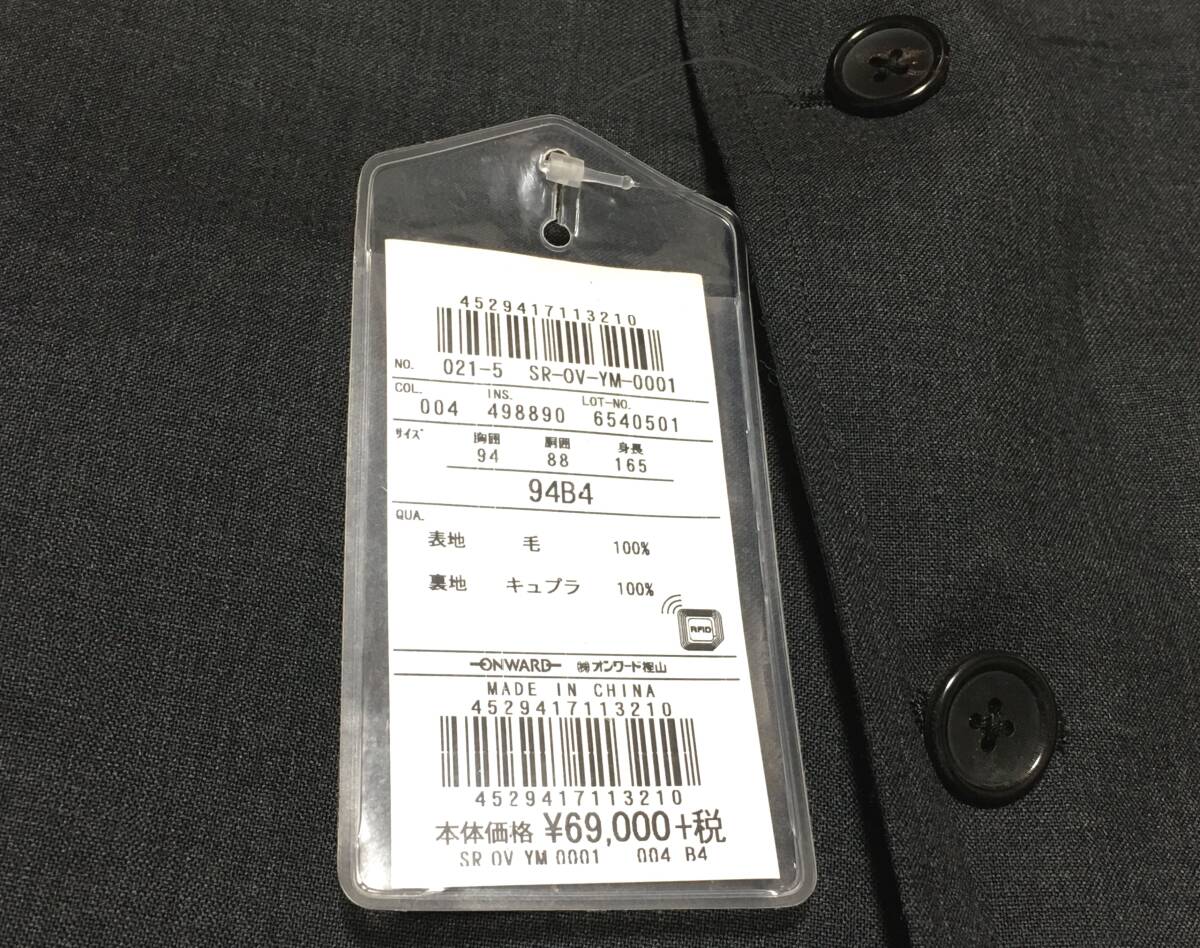 4529417113210
NO. 021-5 SR-OV-YM-0001
COL. INS. LOT-NO.
004 498890 6540501
サイズ 胸囲 胴囲 身長
94 88 165
94B4
QUA.
表地 毛 100%
裏地 キュプラ 100%
RFID
ONWARD ㈱オンワード樫山
MADE IN CHINA
4529417113210
4529417113210
本体価格 ¥69,000+税
SR OV YM 0001 004 B4